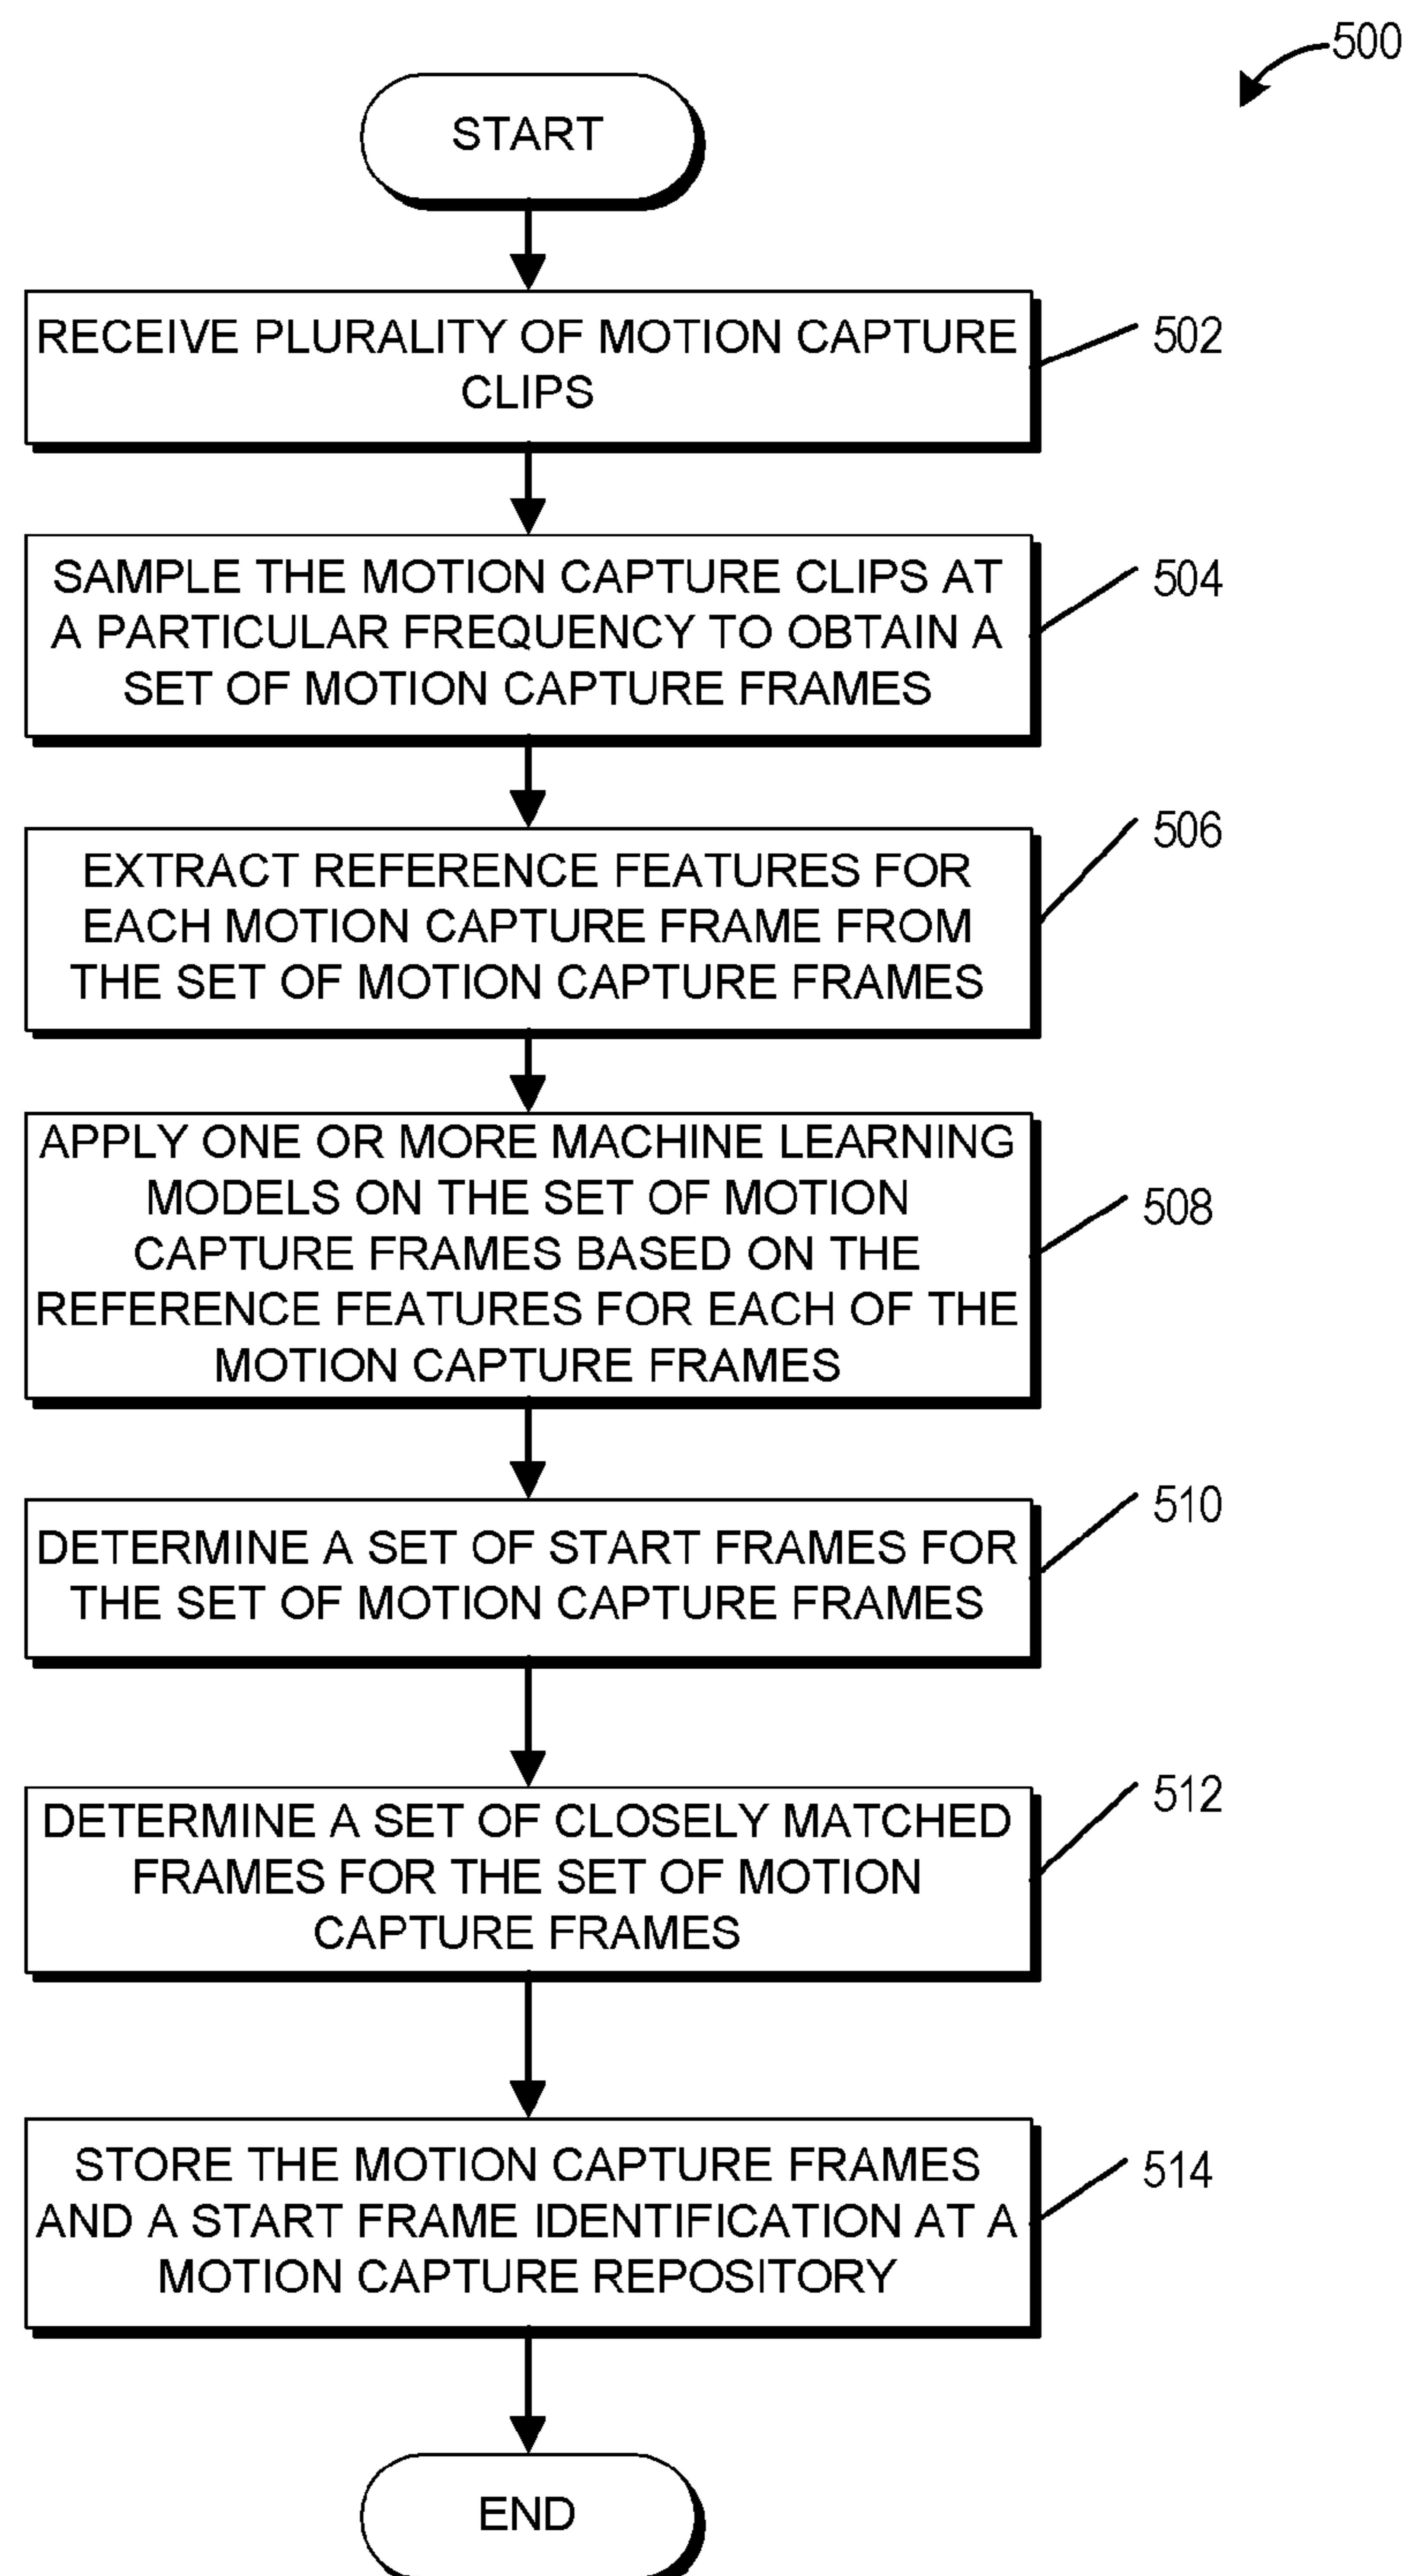 500
START
RECEIVE PLURALITY OF MOTION CAPTURE
CLIPS
502
SAMPLE THE MOTION CAPTURE CLIPS AT
A PARTICULAR FREQUENCY TO OBTAIN A
SET OF MOTION CAPTURE FRAMES
504
EXTRACT REFERENCE FEATURES FOR
EACH MOTION CAPTURE FRAME FROM
THE SET OF MOTION CAPTURE FRAMES
506
APPLY ONE OR MORE MACHINE LEARNING
MODELS ON THE SET OF MOTION
CAPTURE FRAMES BASED ON THE
REFERENCE FEATURES FOR EACH OF THE
MOTION CAPTURE FRAMES
508
DETERMINE A SET OF START FRAMES FOR
THE SET OF MOTION CAPTURE FRAMES
510
DETERMINE A SET OF CLOSELY MATCHED
FRAMES FOR THE SET OF MOTION
CAPTURE FRAMES
512
STORE THE MOTION CAPTURE FRAMES
AND A START FRAME IDENTIFICATION AT A
MOTION CAPTURE REPOSITORY
514
END